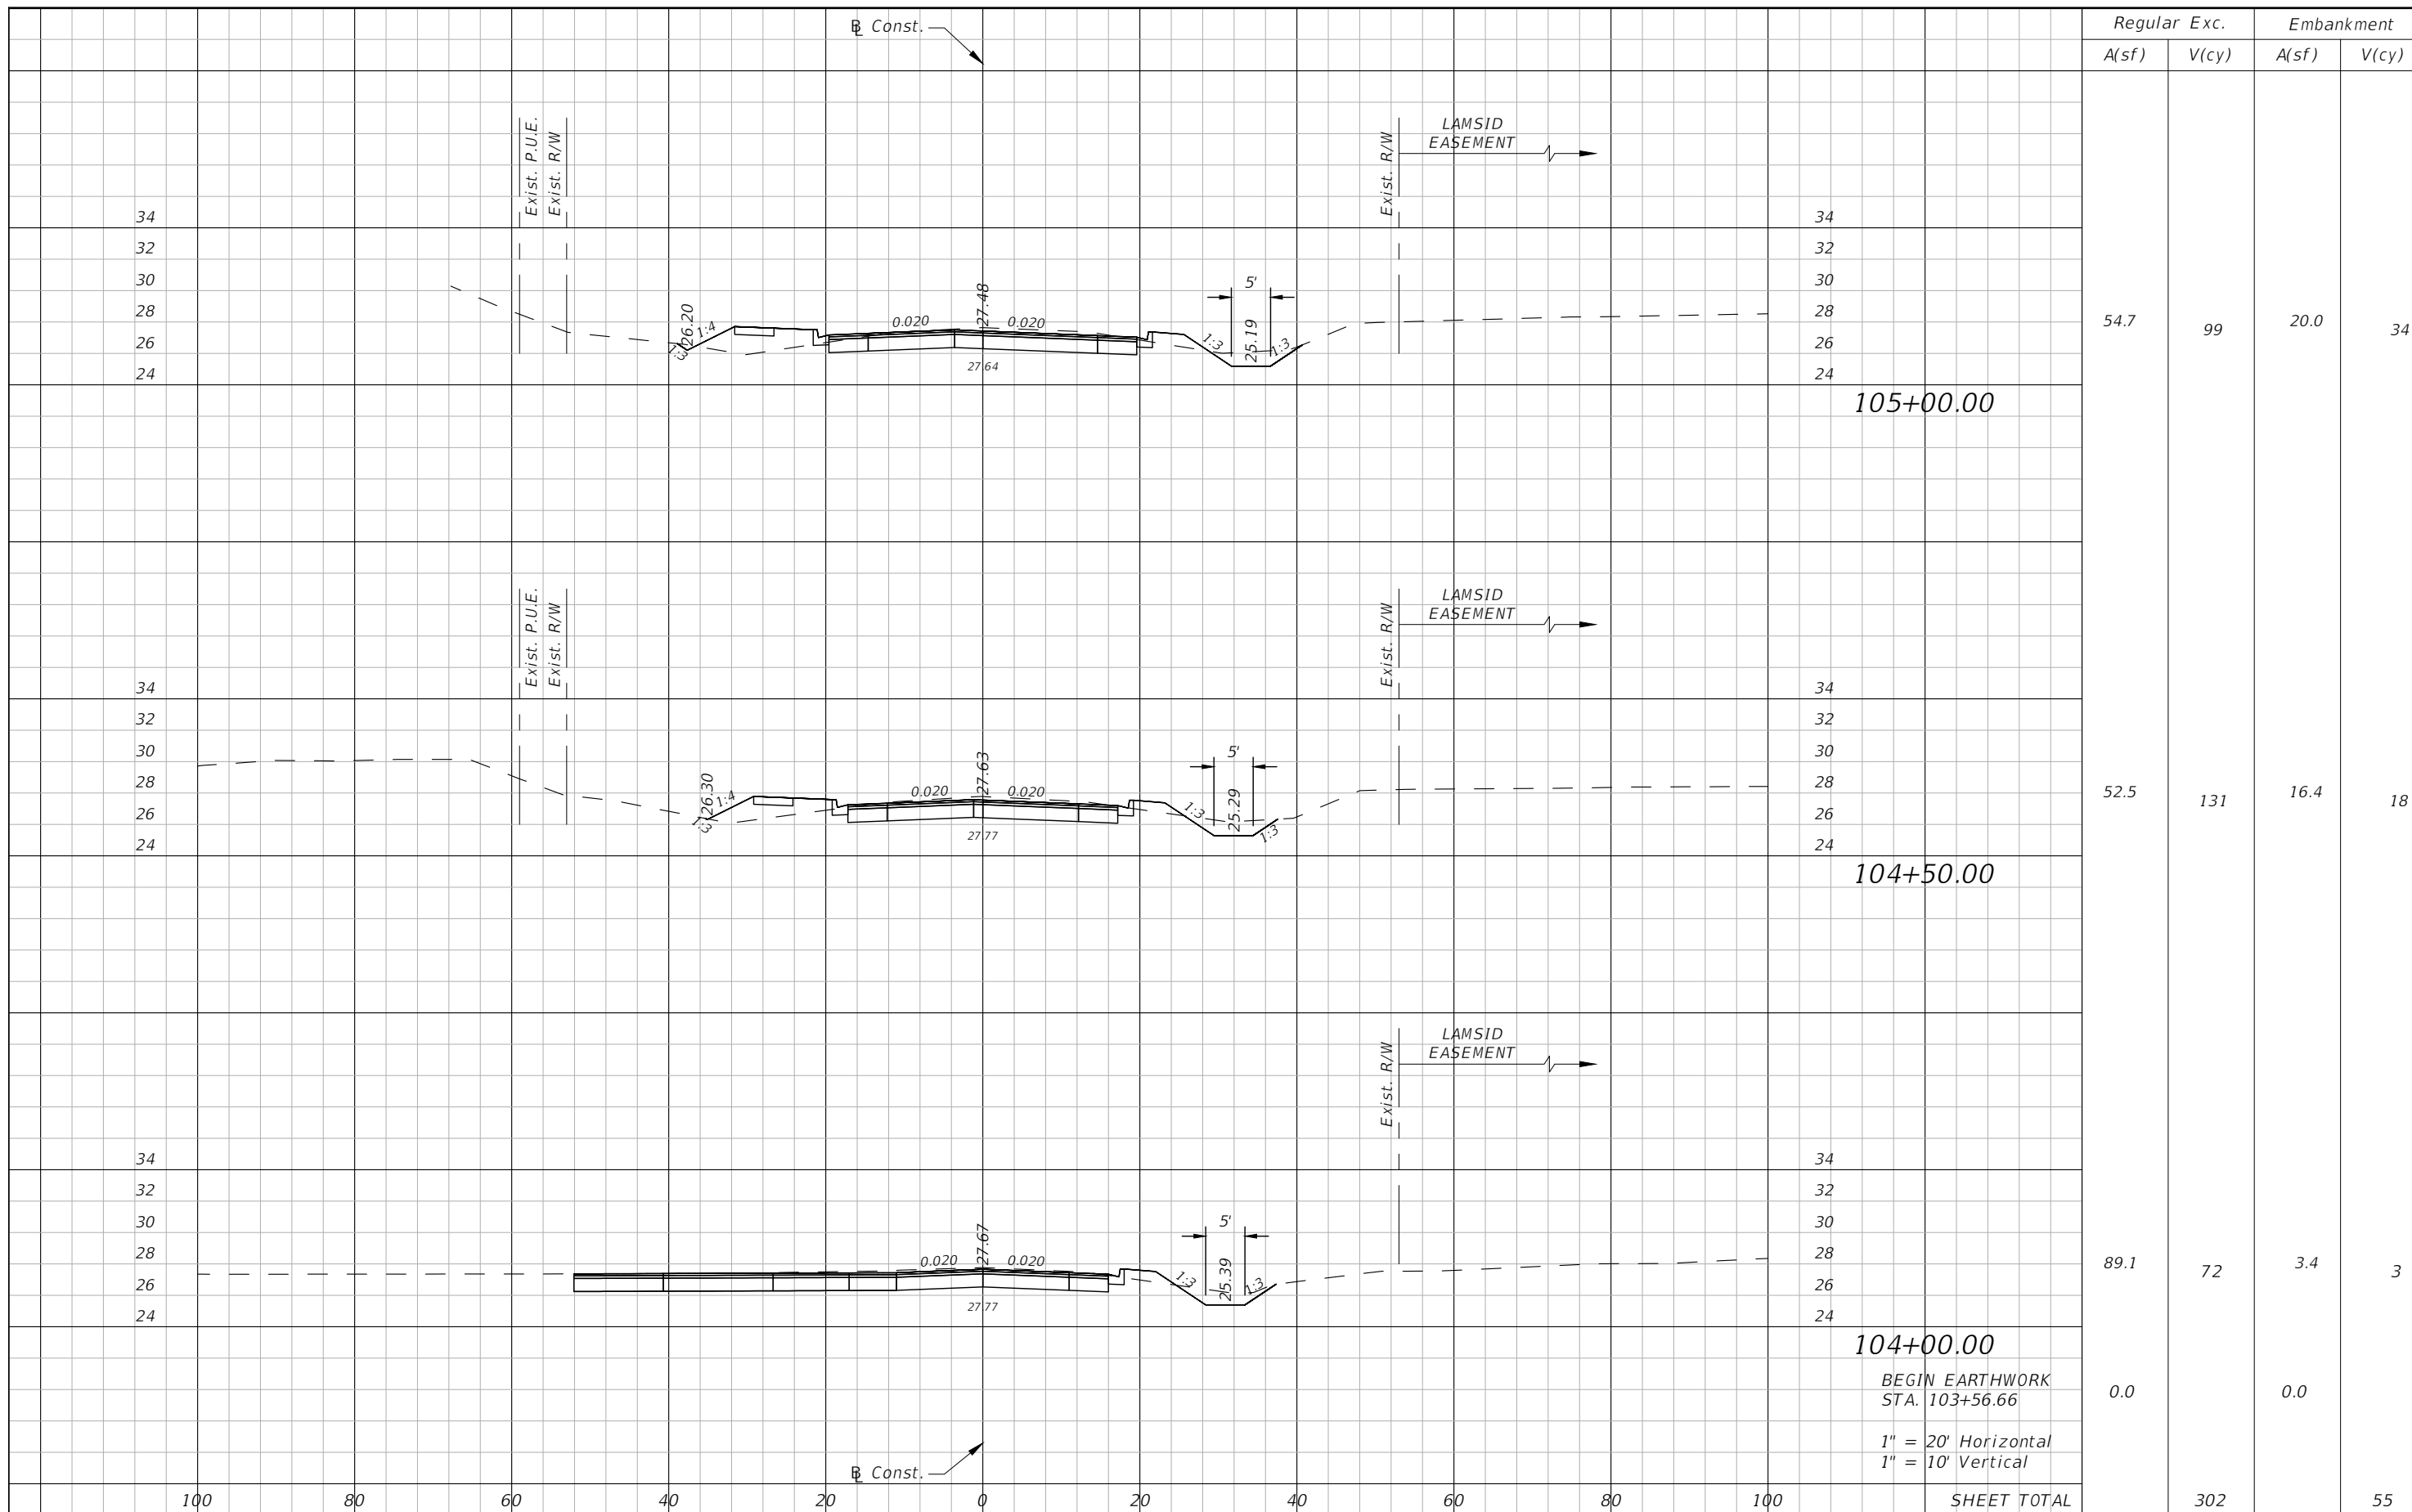 Regular Exc. Embankment
A(sf) V(cy) A(sf) V(cy)
BL Const.
Exist. P.U.E.
Exist. R/W
Exist. R/W
LAMSID
EASEMENT
34 34
32 32
30 30
28 28
26 26
24 24
1:3
26.20
1:4
0.020
27.48
0.020
27.64
1:3
5'
25.19
1:3
54.7 99 20.0 34
105+00.00
Exist. P.U.E.
Exist. R/W
Exist. R/W
LAMSID
EASEMENT
34 34
32 32
30 30
28 28
26 26
24 24
1:3
26.30
1:4
0.020
27.63
0.020
27.77
1:3
5'
25.29
1:3
52.5 131 16.4 18
104+50.00
Exist. R/W
LAMSID
EASEMENT
34 34
32 32
30 30
28 28
26 26
24 24
0.020
27.67
0.020
27.77
1:3
5'
25.39
1:3
89.1 72 3.4 3
104+00.00
BEGIN EARTHWORK
STA. 103+56.66
0.0 0.0
1" = 20' Horizontal
1" = 10' Vertical
BL Const.
100 80 60 40 20 0 20 40 60 80 100 SHEET TOTAL 302 55